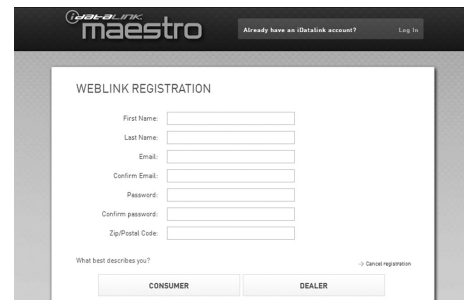 iDataLink
maestro
Already have an iDatalink account? Log In
WEBLINK REGISTRATION
First Name:
Last Name:
Email:
Confirm Email:
Password:
Confirm password:
Zip/Postal Code:
What best describes you?
-> Cancel registration
CONSUMER DEALER